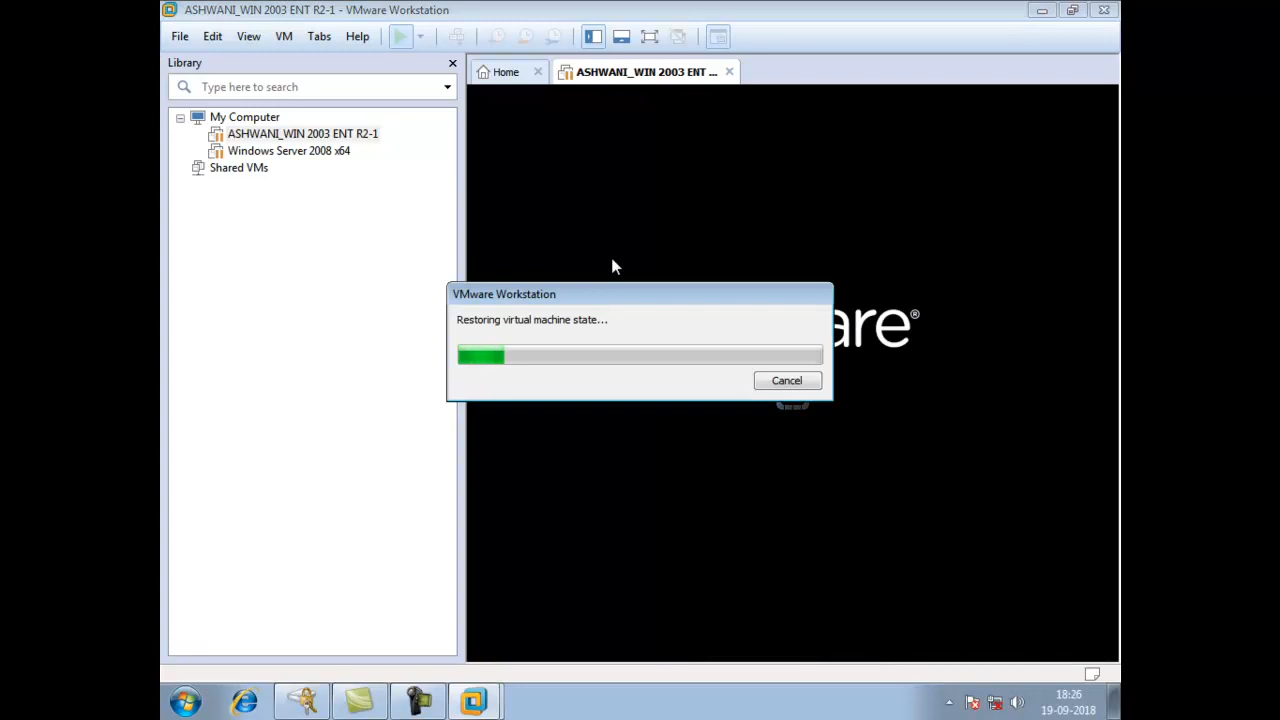 ASHWANI_WIN 2003 ENT R2-1 - VMware Workstation
File Edit View VM Tabs Help
Library
Type here to search
My Computer
ASHWANI_WIN 2003 ENT R2-1
Windows Server 2008 x64
Shared VMs
Home
ASHWANI_WIN 2003 ENT ...
VMware Workstation
Restoring virtual machine state...
Cancel
are®
18:26
19-09-2018